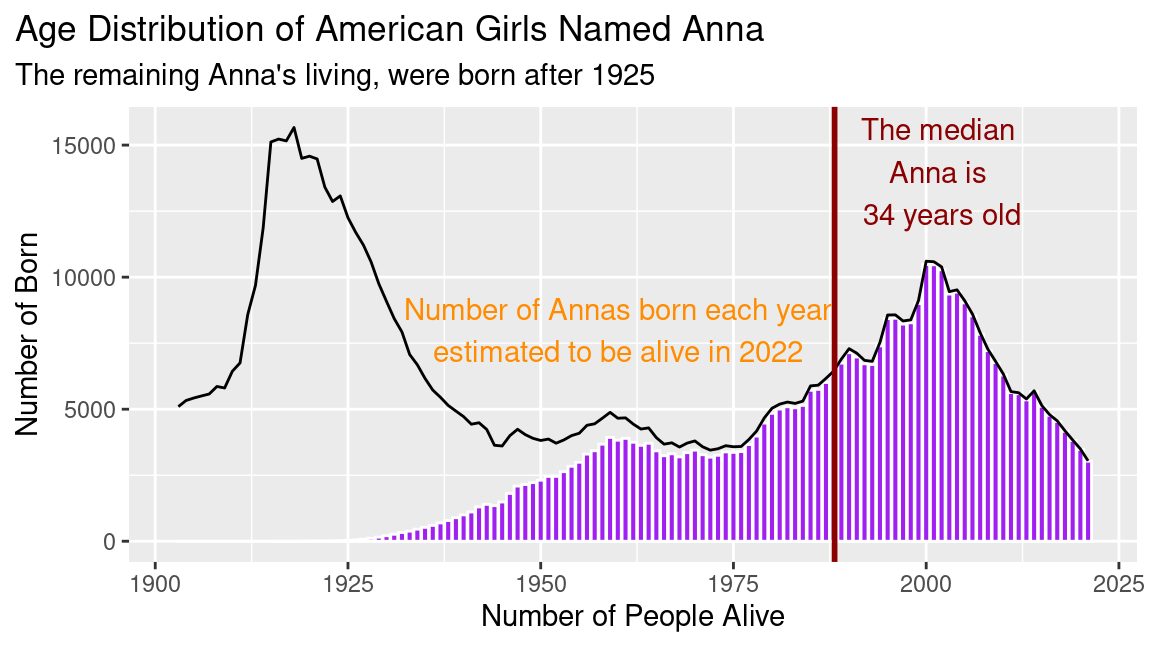 Age Distribution of American Girls Named Anna
The remaining Anna's living, were born after 1925
The median
Anna is
34 years old
Number of Annas born each year
estimated to be alive in 2022
Number of Born
15000
10000
5000
0
1900
1925
1950
1975
2000
2025
Number of People Alive